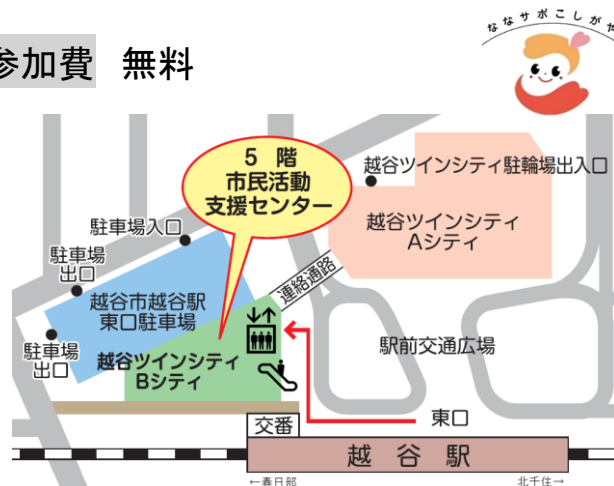 ななサポこしがや
参加費 無料
5 階
市民活動
支援センター
越谷ツインシティ駐輪場出入口
越谷ツインシティ
Aシティ
駐車場入口
駐車場
出口
連絡通路
越谷市越谷駅
東口駐車場
駅前交通広場
駐車場
出口
越谷ツインシティ
Bシティ
東口
交番
越谷駅
←春日部
北千住→